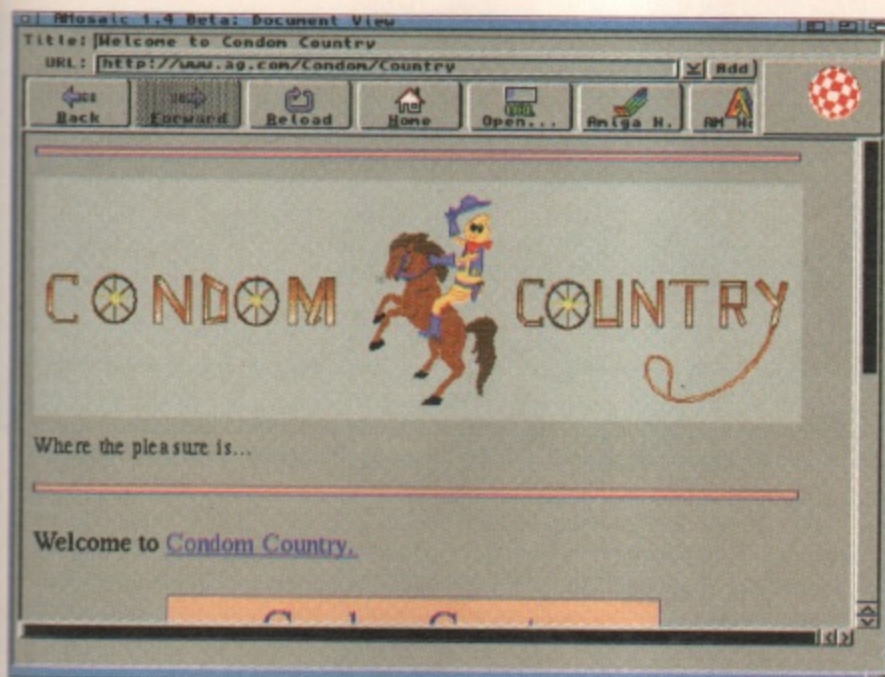 AMosaic 1.4 Beta: Document View
Title: Welcome to Condom Country
URL: http://www.ag.com/Condom/Country Add
Back Forward Reload Home Open... Amiga H. AM
CONDOM COUNTRY
Where the pleasure is...
Welcome to Condom Country.